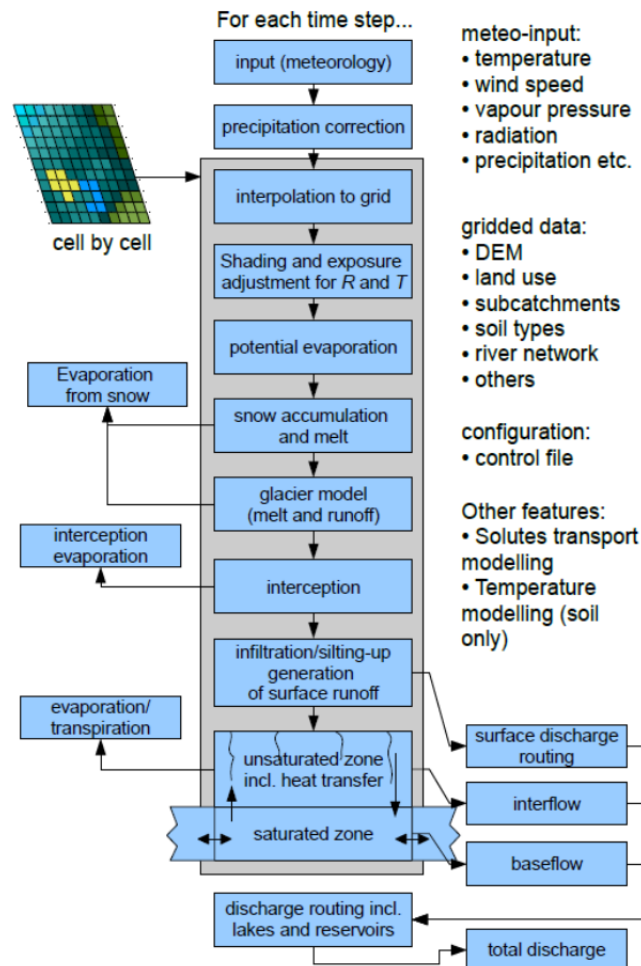 For each time step...
input (meteorology)
precipitation correction
cell by cell
interpolation to grid
Shading and exposure
adjustment for R and T
potential evaporation
Evaporation
from snow
snow accumulation
and melt
glacier model
(melt and runoff)
interception
evaporation
interception
infiltration/silting-up
generation
of surface runoff
evaporation/
transpiration
unsaturated zone
incl. heat transfer
saturated zone
surface discharge
routing
interflow
baseflow
discharge routing incl.
lakes and reservoirs
total discharge
meteo-input:
• temperature
• wind speed
• vapour pressure
• radiation
• precipitation etc.
gridded data:
• DEM
• land use
• subcatchments
• soil types
• river network
• others
configuration:
• control file
Other features:
• Solutes transport
modelling
• Temperature
modelling (soil
only)